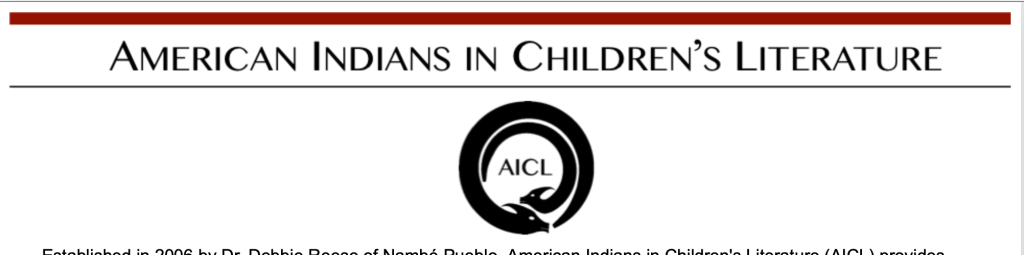 AMERICAN INDIANS IN CHILDREN'S LITERATURE
AICL
Established in 2006 by Dr. Debbie Reese of Nambé Pueblo, American Indians in Children's Literature (AICL) provides